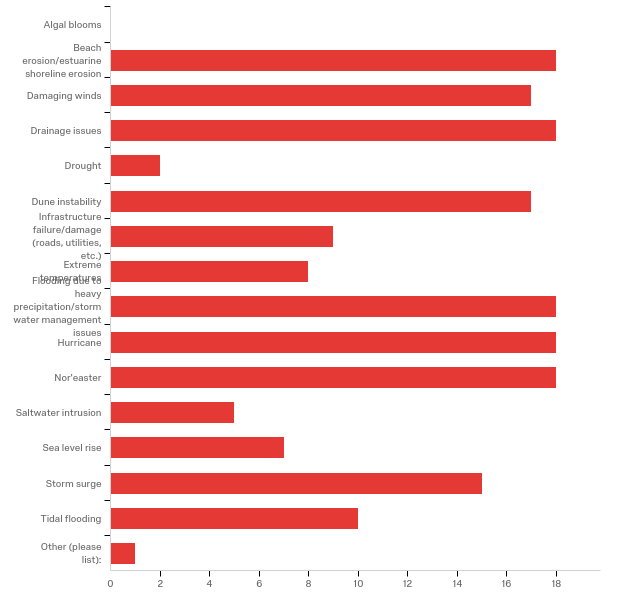 Algal blooms
Beach
erosion/estuarine
shoreline erosion
Damaging winds
Drainage issues
Drought
Dune instability
Infrastructure
failure/damage
(roads, utilities,
etc.)
Extreme
temperatures
Flooding due to
heavy
precipitation/storm
water management
issues
Hurricane
Nor'easter
Saltwater intrusion
Sea level rise
Storm surge
Tidal flooding
Other (please
list):
0 2 4 6 8 10 12 14 16 18